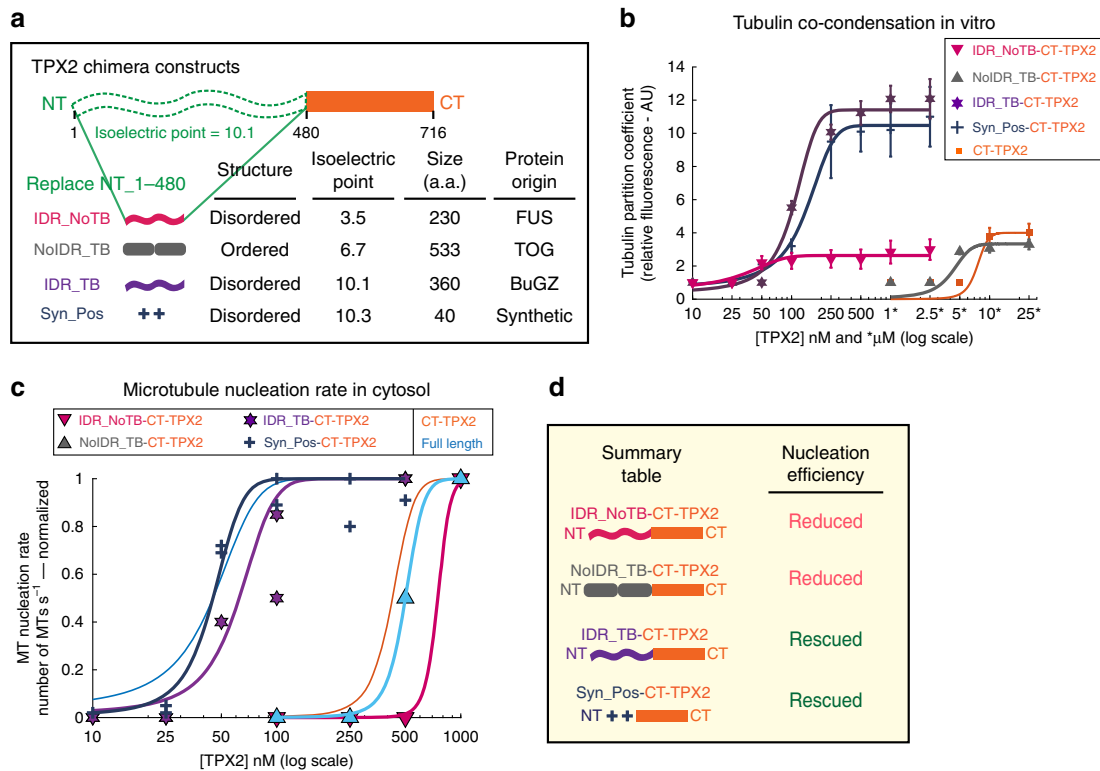 a
TPX2 chimera constructs
NT
CT
1
Isoelectric point = 10.1
480
716
Replace NT_1–480
Structure
Isoelectric point
Size (a.a.)
Protein origin
IDR_NoTB
Disordered
3.5
230
FUS
NoIDR_TB
Ordered
6.7
533
TOG
IDR_TB
Disordered
10.1
360
BuGZ
Syn_Pos
++
Disordered
10.3
40
Synthetic
b
Tubulin co-condensation in vitro
IDR_NoTB-CT-TPX2
NoIDR_TB-CT-TPX2
IDR_TB-CT-TPX2
Syn_Pos-CT-TPX2
CT-TPX2
Tubulin partition coefficient
(relative fluorescence - AU)
14
12
10
8
6
4
2
0
10 25 50 100 250 500 1* 2.5* 5* 10* 25*
[TPX2] nM and *μM (log scale)
c
Microtubule nucleation rate in cytosol
IDR_NoTB-CT-TPX2
IDR_TB-CT-TPX2
CT-TPX2
NoIDR_TB-CT-TPX2
Syn_Pos-CT-TPX2
Full length
MT nucleation rate
number of MTs s⁻¹ — normalized
1
0.8
0.6
0.4
0.2
0
10 25 50 100 250 500 1000
[TPX2] nM (log scale)
d
Summary table
Nucleation efficiency
IDR_NoTB-CT-TPX2
NT CT
Reduced
NoIDR_TB-CT-TPX2
NT CT
Reduced
IDR_TB-CT-TPX2
NT CT
Rescued
Syn_Pos-CT-TPX2
NT ++ CT
Rescued